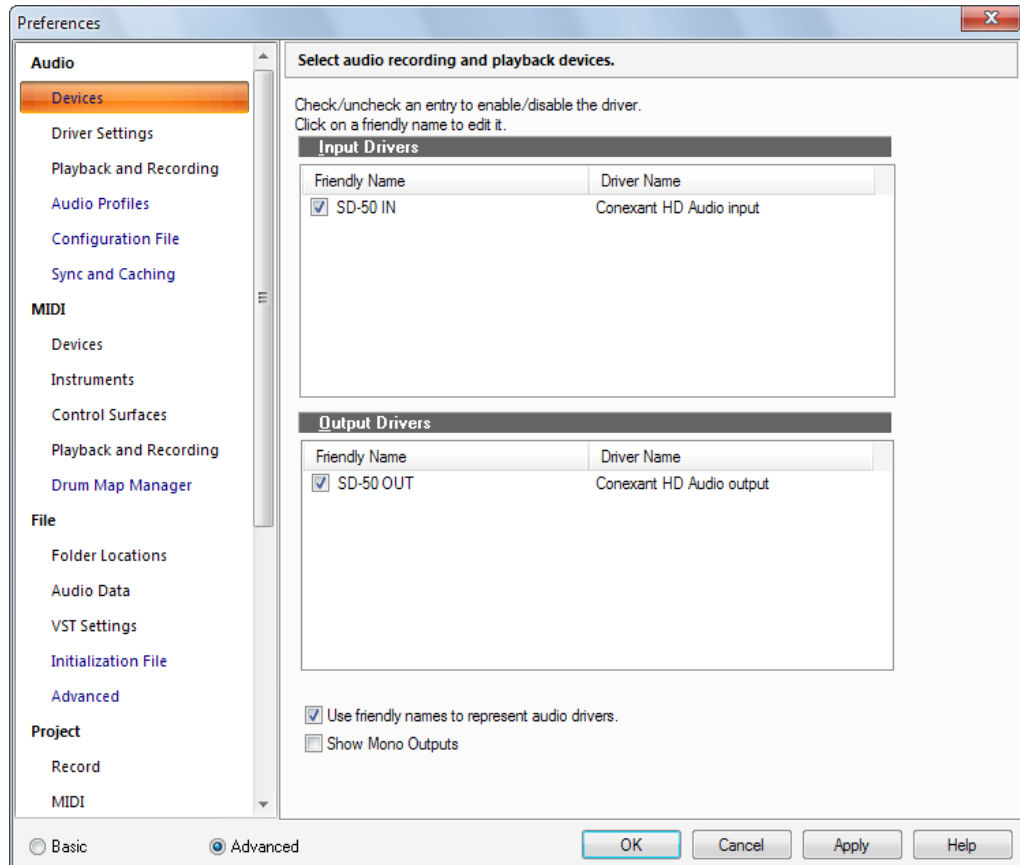 Preferences
Audio
Devices
Driver Settings
Playback and Recording
Audio Profiles
Configuration File
Sync and Caching
MIDI
Devices
Instruments
Control Surfaces
Playback and Recording
Drum Map Manager
File
Folder Locations
Audio Data
VST Settings
Initialization File
Advanced
Project
Record
MIDI
Select audio recording and playback devices.
Check/uncheck an entry to enable/disable the driver.
Click on a friendly name to edit it.
Input Drivers
Friendly Name Driver Name
SD-50 IN Conexant HD Audio input
Output Drivers
Friendly Name Driver Name
SD-50 OUT Conexant HD Audio output
Use friendly names to represent audio drivers.
Show Mono Outputs
Basic Advanced OK Cancel Apply Help